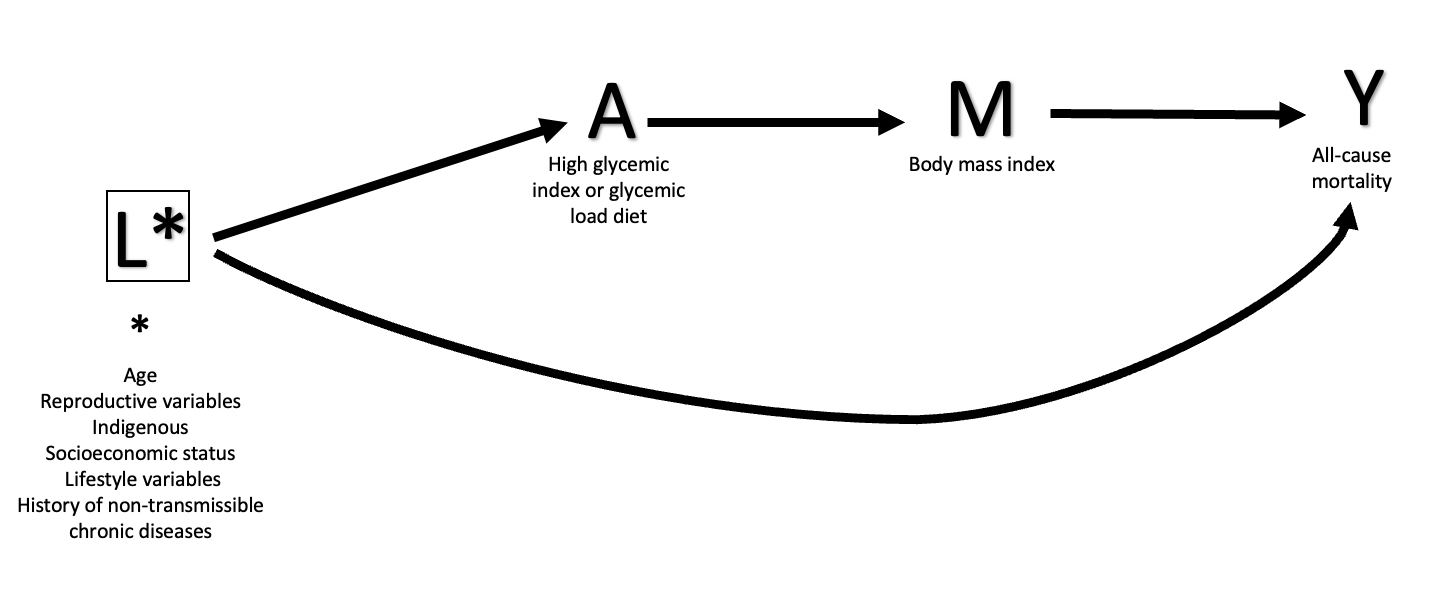 A
High glycemic
index or glycemic
load diet
M
Body mass index
Y
All-cause
mortality
L*
*
Age
Reproductive variables
Indigenous
Socioeconomic status
Lifestyle variables
History of non-transmissible
chronic diseases